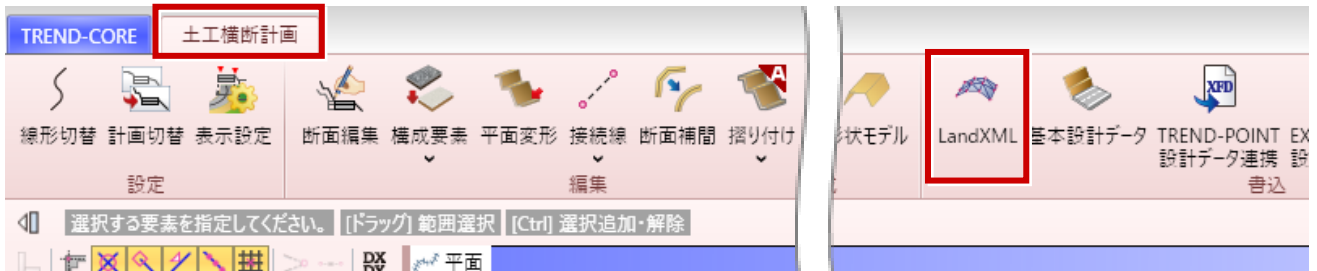 TREND-CORE 土工横断計画
線形切替 計画切替 表示設定 断面編集 構成要素 平面変形 接続線 断面補間 摺り付け 状モデル LandXML 基本設計データ TREND-POINT 設計データ連携 EX
設定 編集 書込
選択する要素を指定してください。 [ドラッグ] 範囲選択 [Ctrl] 選択追加・解除
DX
DY
平面
A
XFD